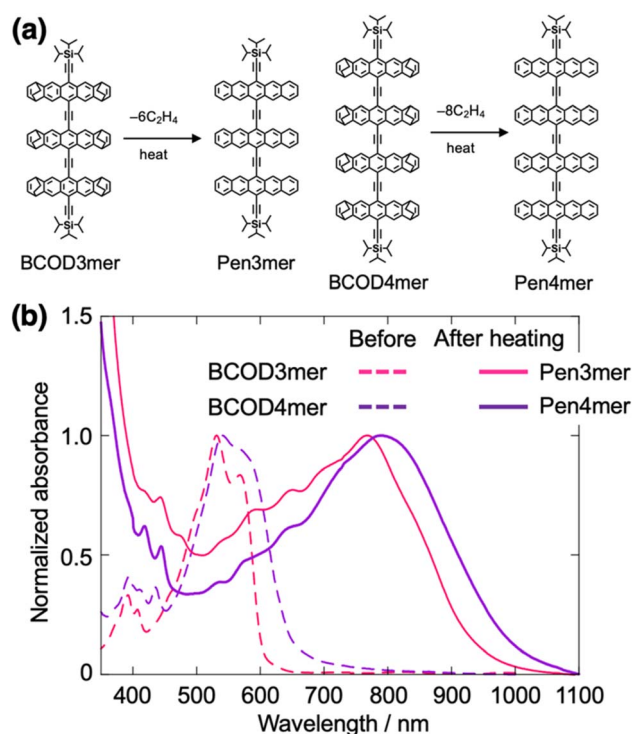 (a)
Si
Si
Si
Si
–6C₂H₄
heat
–8C₂H₄
heat
Si
Si
Si
Si
BCOD3mer
Pen3mer
BCOD4mer
Pen4mer
(b)
1.5
1.0
0.5
0
Normalized absorbance
Before After heating
BCOD3mer Pen3mer
BCOD4mer Pen4mer
400 500 600 700 800 900 1000 1100
Wavelength / nm